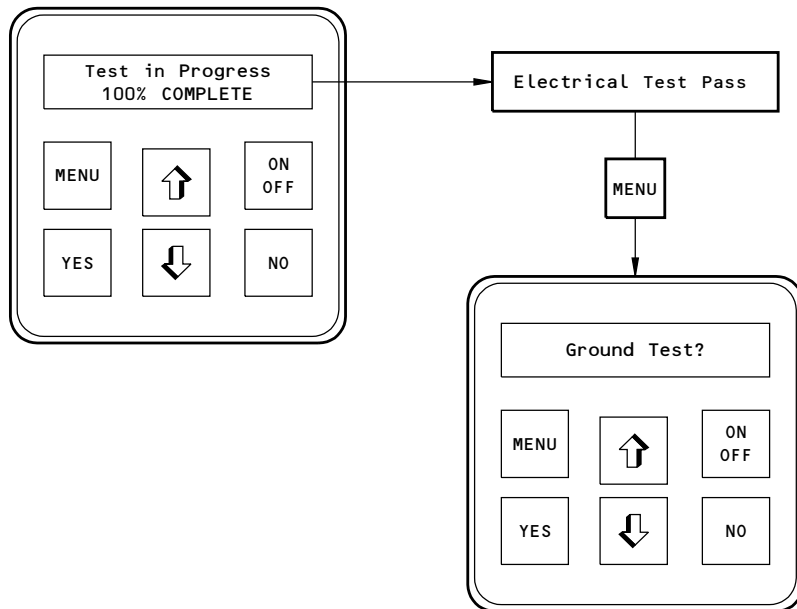 Test in Progress
100% COMPLETE
MENU
ON
OFF
YES
NO
Electrical Test Pass
MENU
Ground Test?
MENU
ON
OFF
YES
NO